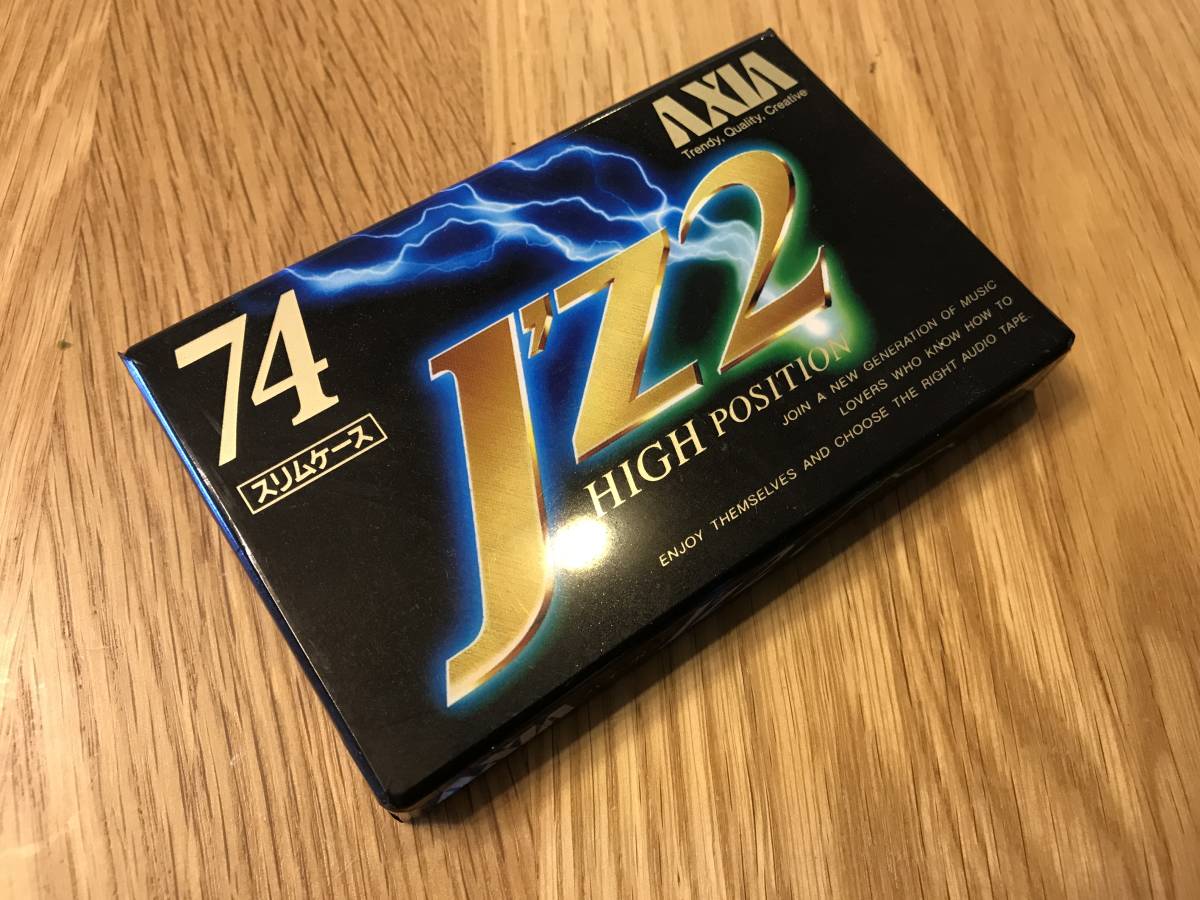 AXIA
Trendy, Quality, Creative
74
スリムケース
J'Z2
HIGH POSITION
JOIN A NEW GENERATION OF MUSIC
LOVERS WHO KNOW HOW TO
ENJOY THEMSELVES AND CHOOSE THE RIGHT AUDIO TAPE.
AXIA